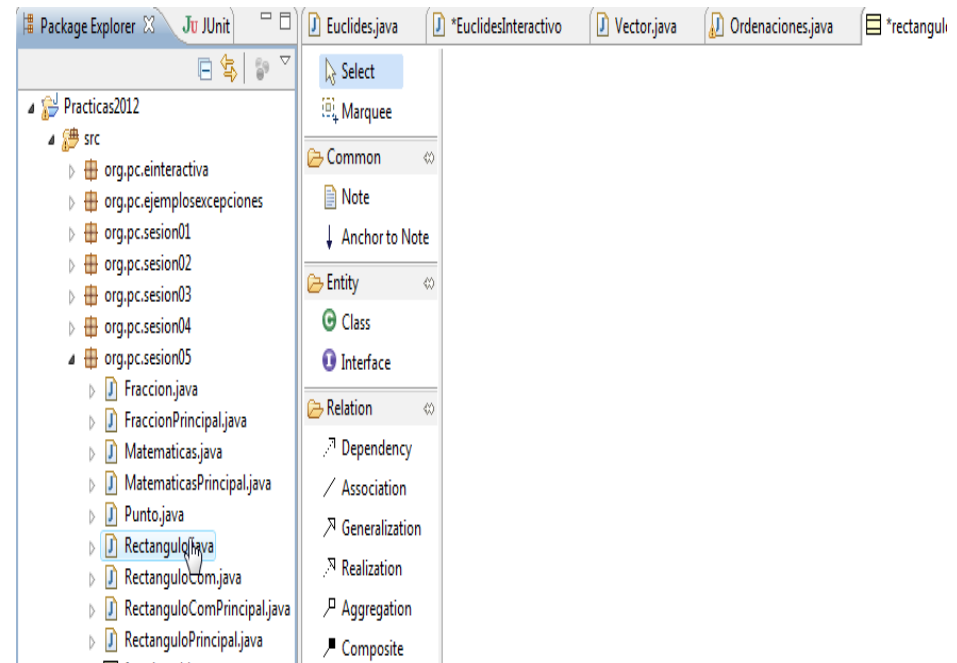 Package Explorer
JUnit
Euclides.java
*EuclidesInteractivo
Vector.java
Ordenaciones.java
*rectangulo
Practicas2012
src
org.pc.einteractiva
org.pc.ejemplosexcepciones
org.pc.sesion01
org.pc.sesion02
org.pc.sesion03
org.pc.sesion04
org.pc.sesion05
Fraccion.java
FraccionPrincipal.java
Matematicas.java
MatematicasPrincipal.java
Punto.java
Rectangulo.java
RectanguloCom.java
RectanguloComPrincipal.java
RectanguloPrincipal.java
Select
Marquee
Common
Note
Anchor to Note
Entity
Class
Interface
Relation
Dependency
Association
Generalization
Realization
Aggregation
Composite